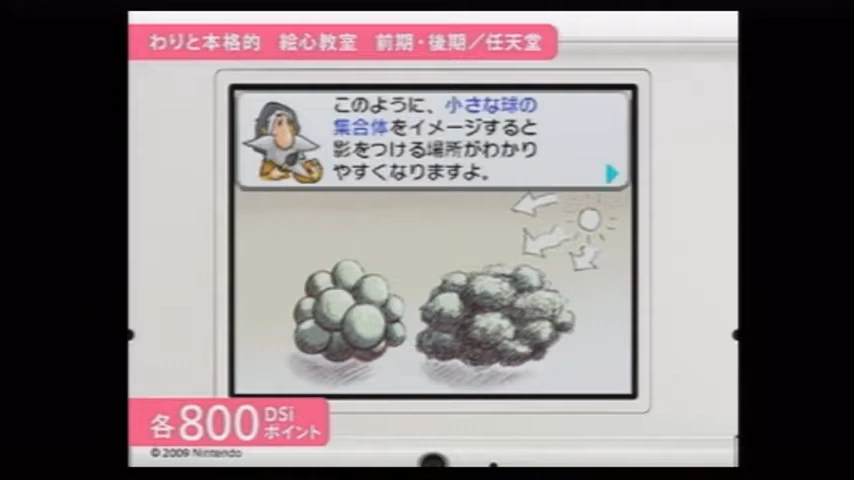 わりと本格的 絵心教室 前期・後期／任天堂
このように、小さな球の
集合体をイメージすると
影をつける場所がわかり
やすくなりますよ。
各800 DSi
ポイント
© 2009 Nintendo